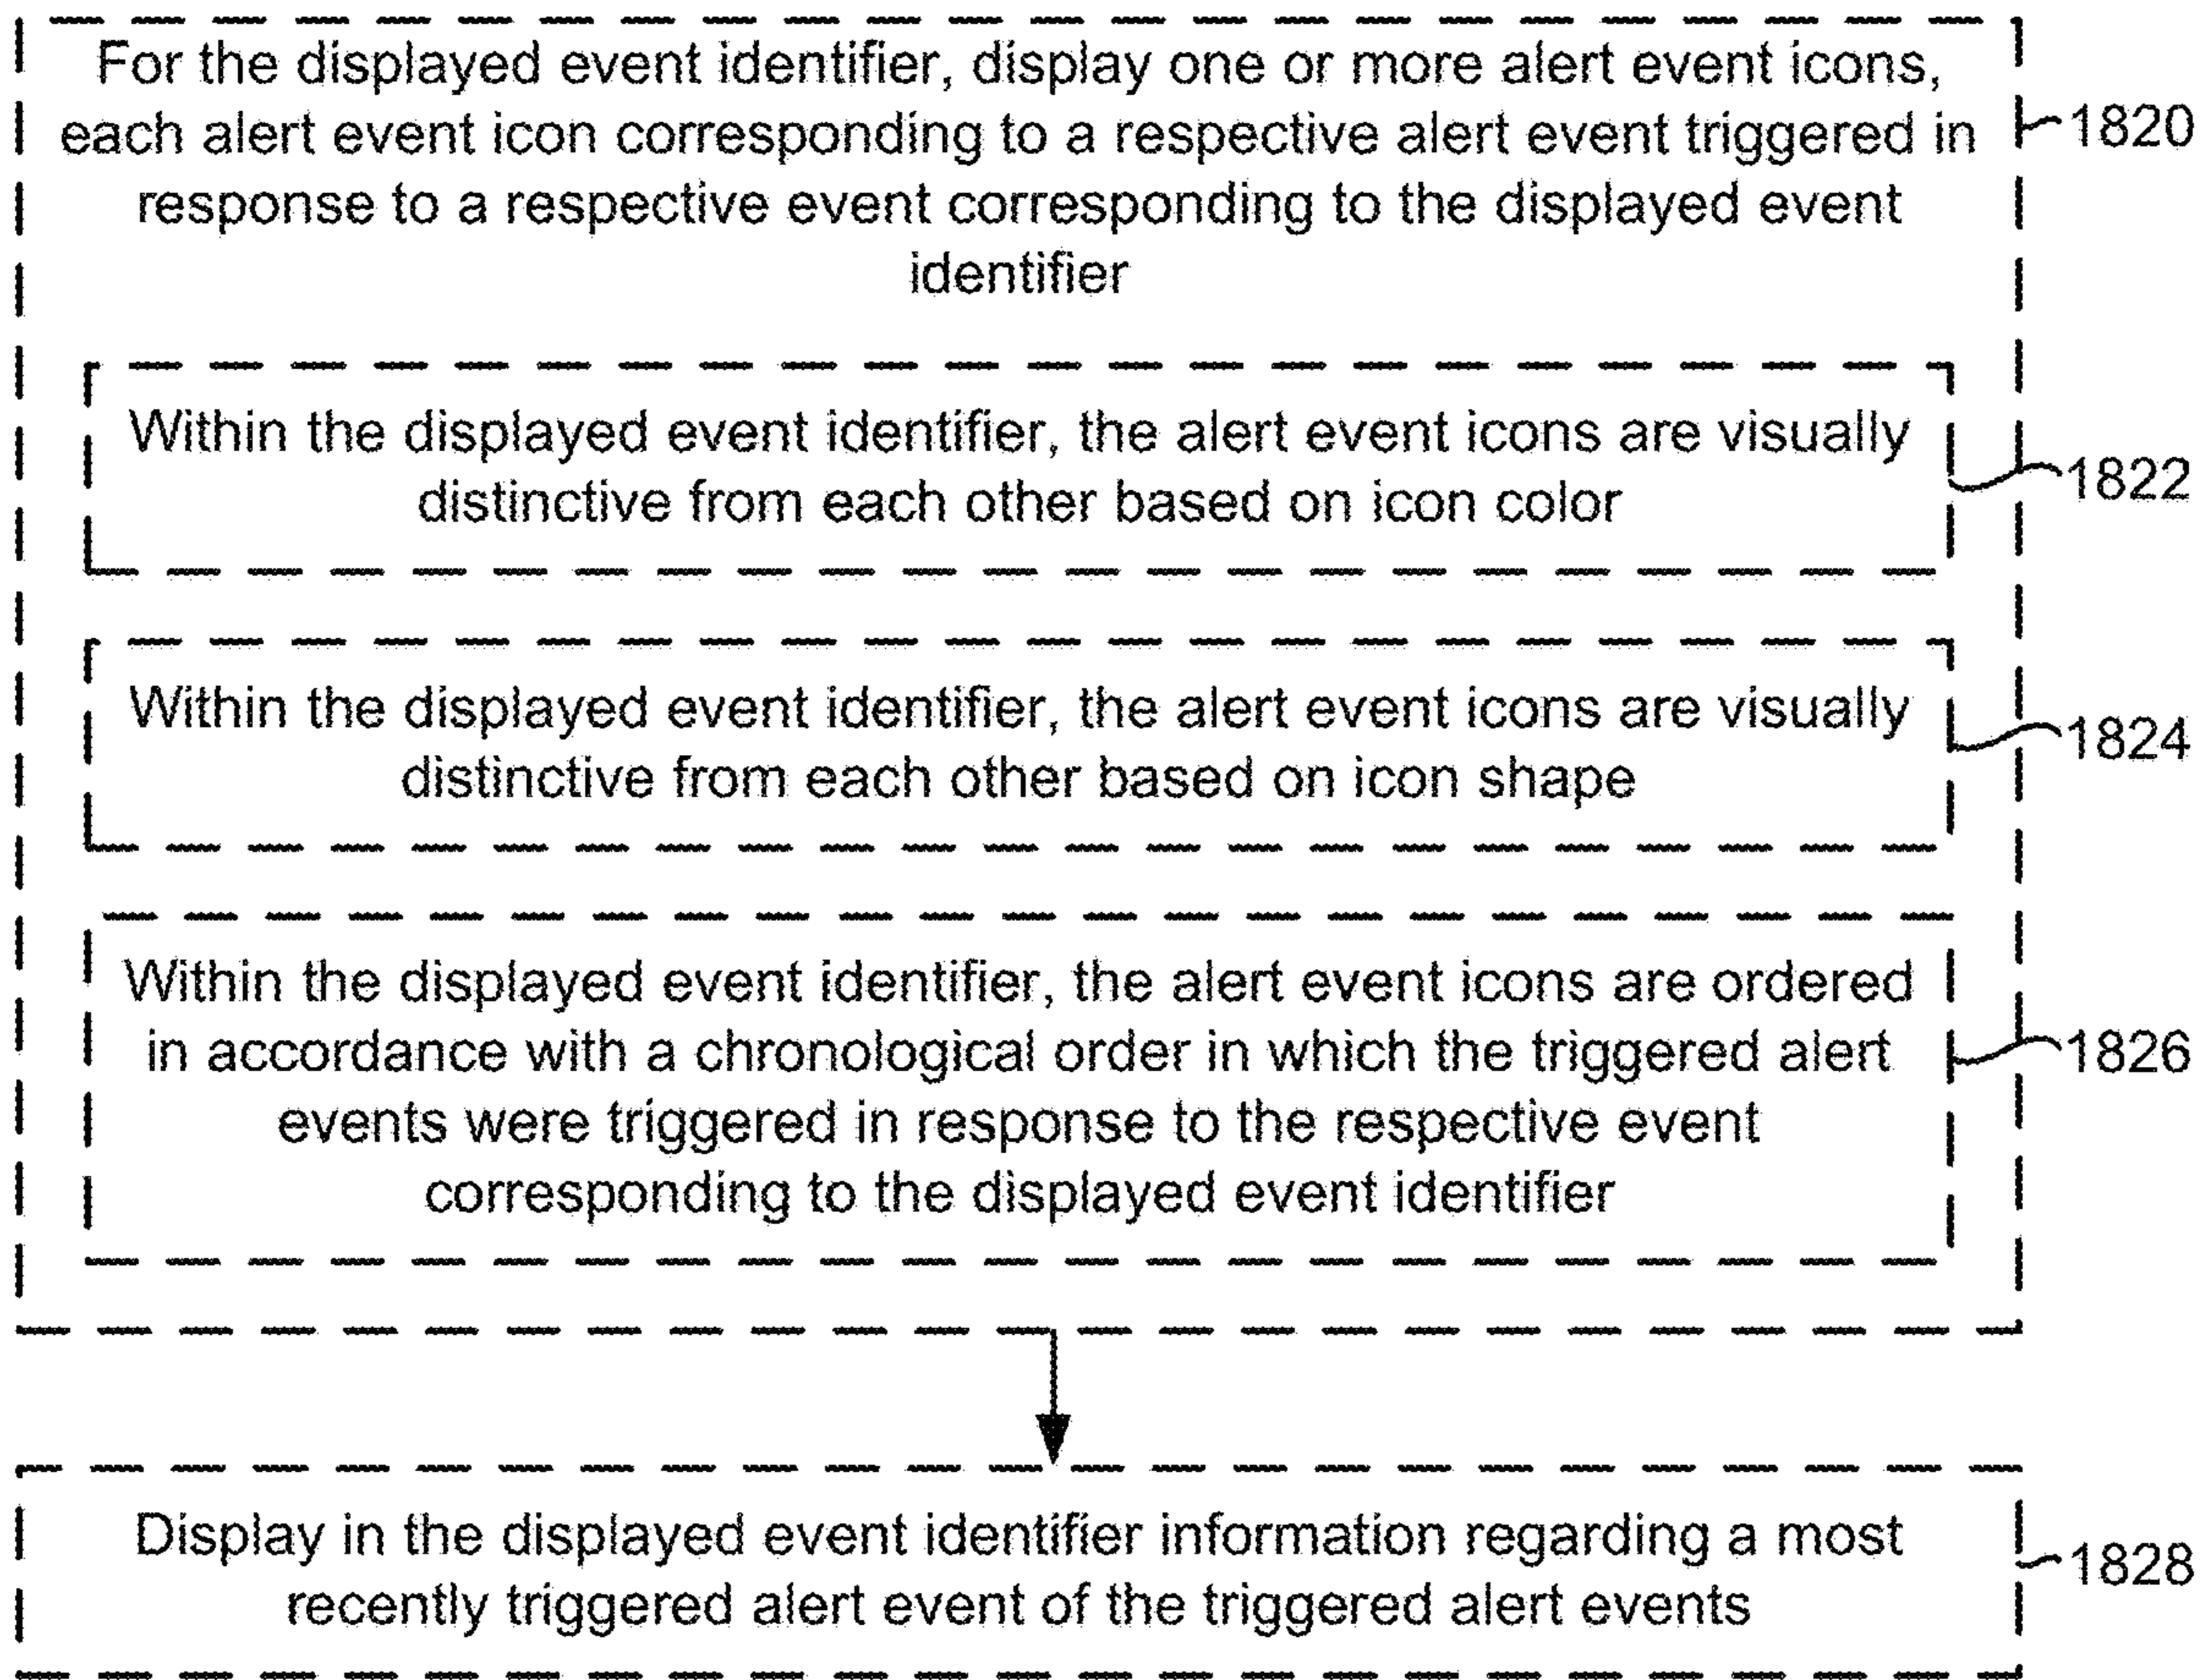 For the displayed event identifier, display one or more alert event icons,
each alert event icon corresponding to a respective alert event triggered in
response to a respective event corresponding to the displayed event
identifier
1820
Within the displayed event identifier, the alert event icons are visually
distinctive from each other based on icon color
1822
Within the displayed event identifier, the alert event icons are visually
distinctive from each other based on icon shape
1824
Within the displayed event identifier, the alert event icons are ordered
in accordance with a chronological order in which the triggered alert
events were triggered in response to the respective event
corresponding to the displayed event identifier
1826
Display in the displayed event identifier information regarding a most
recently triggered alert event of the triggered alert events
1828